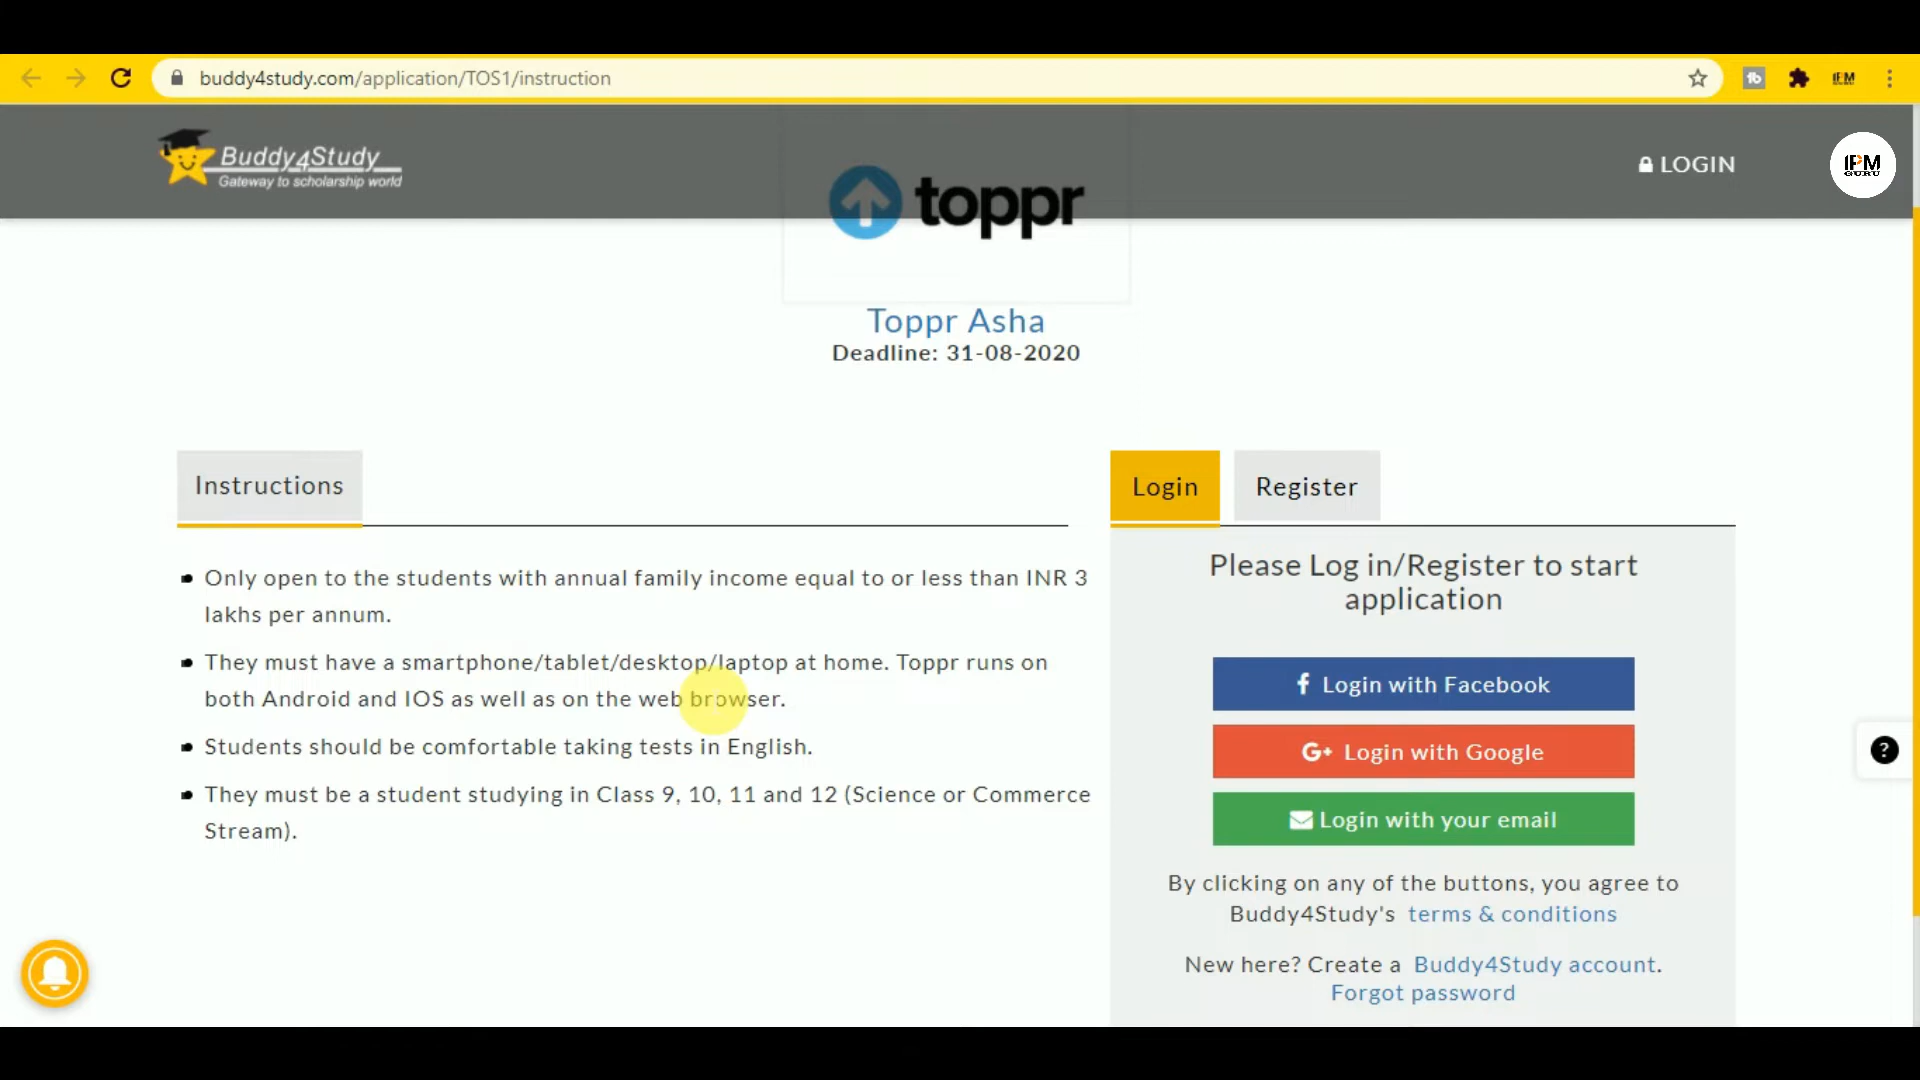 buddy4study.com/application/TOS1/instruction
Buddy4Study
Gateway to scholarship world
toppr
LOGIN
IPM
GURU
Toppr Asha
Deadline: 31-08-2020
Instructions
Only open to the students with annual family income equal to or less than INR 3
lakhs per annum.
They must have a smartphone/tablet/desktop/laptop at home. Toppr runs on
both Android and IOS as well as on the web browser.
Students should be comfortable taking tests in English.
They must be a student studying in Class 9, 10, 11 and 12 (Science or Commerce
Stream).
Login Register
Please Log in/Register to start
application
f Login with Facebook
G+ Login with Google
Login with your email
By clicking on any of the buttons, you agree to
Buddy4Study's terms & conditions
New here? Create a Buddy4Study account.
Forgot password
?